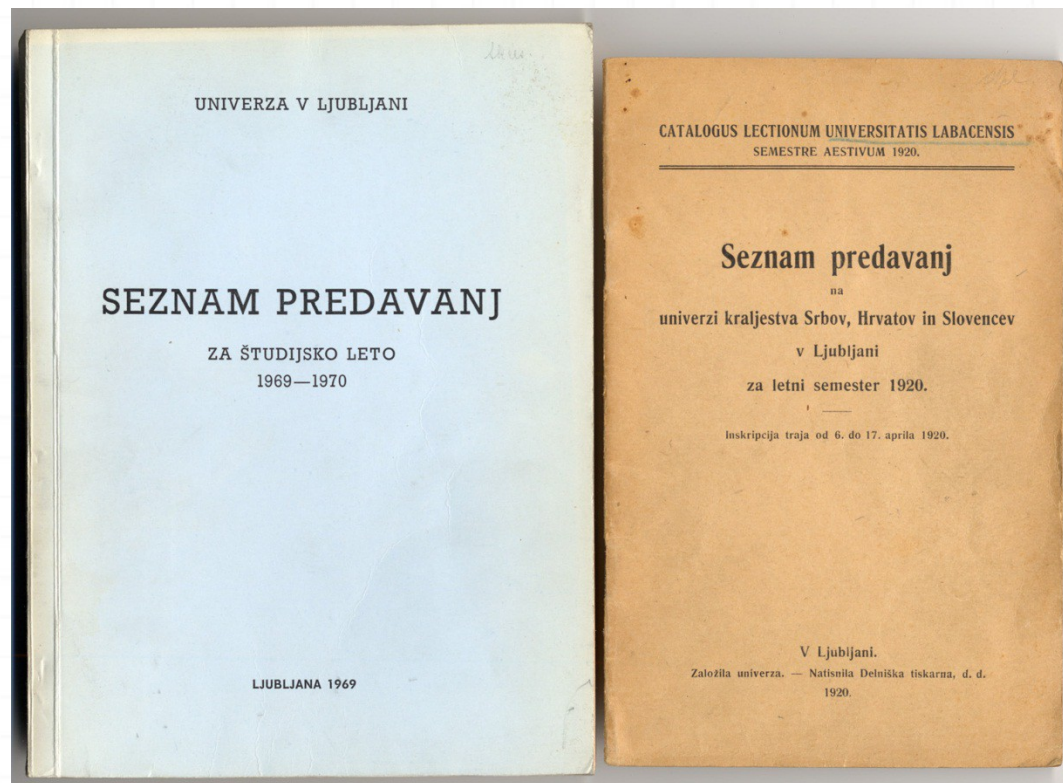 UNIVERZA V LJUBLJANI
SEZNAM PREDAVANJ
ZA ŠTUDIJSKO LETO
1969—1970
LJUBLJANA 1969
CATALOGUS LECTIONUM UNIVERSITATIS LABACENSIS
SEMESTRE AESTIVUM 1920.
Seznam predavanj
na
univerzi kraljestva Srbov, Hrvatov in Slovencev
v Ljubljani
za letni semester 1920.
Inskripcija traja od 6. do 17. aprila 1920.
V Ljubljani.
Založila univerza. — Natisnila Delniška tiskarna, d. d.
1920.